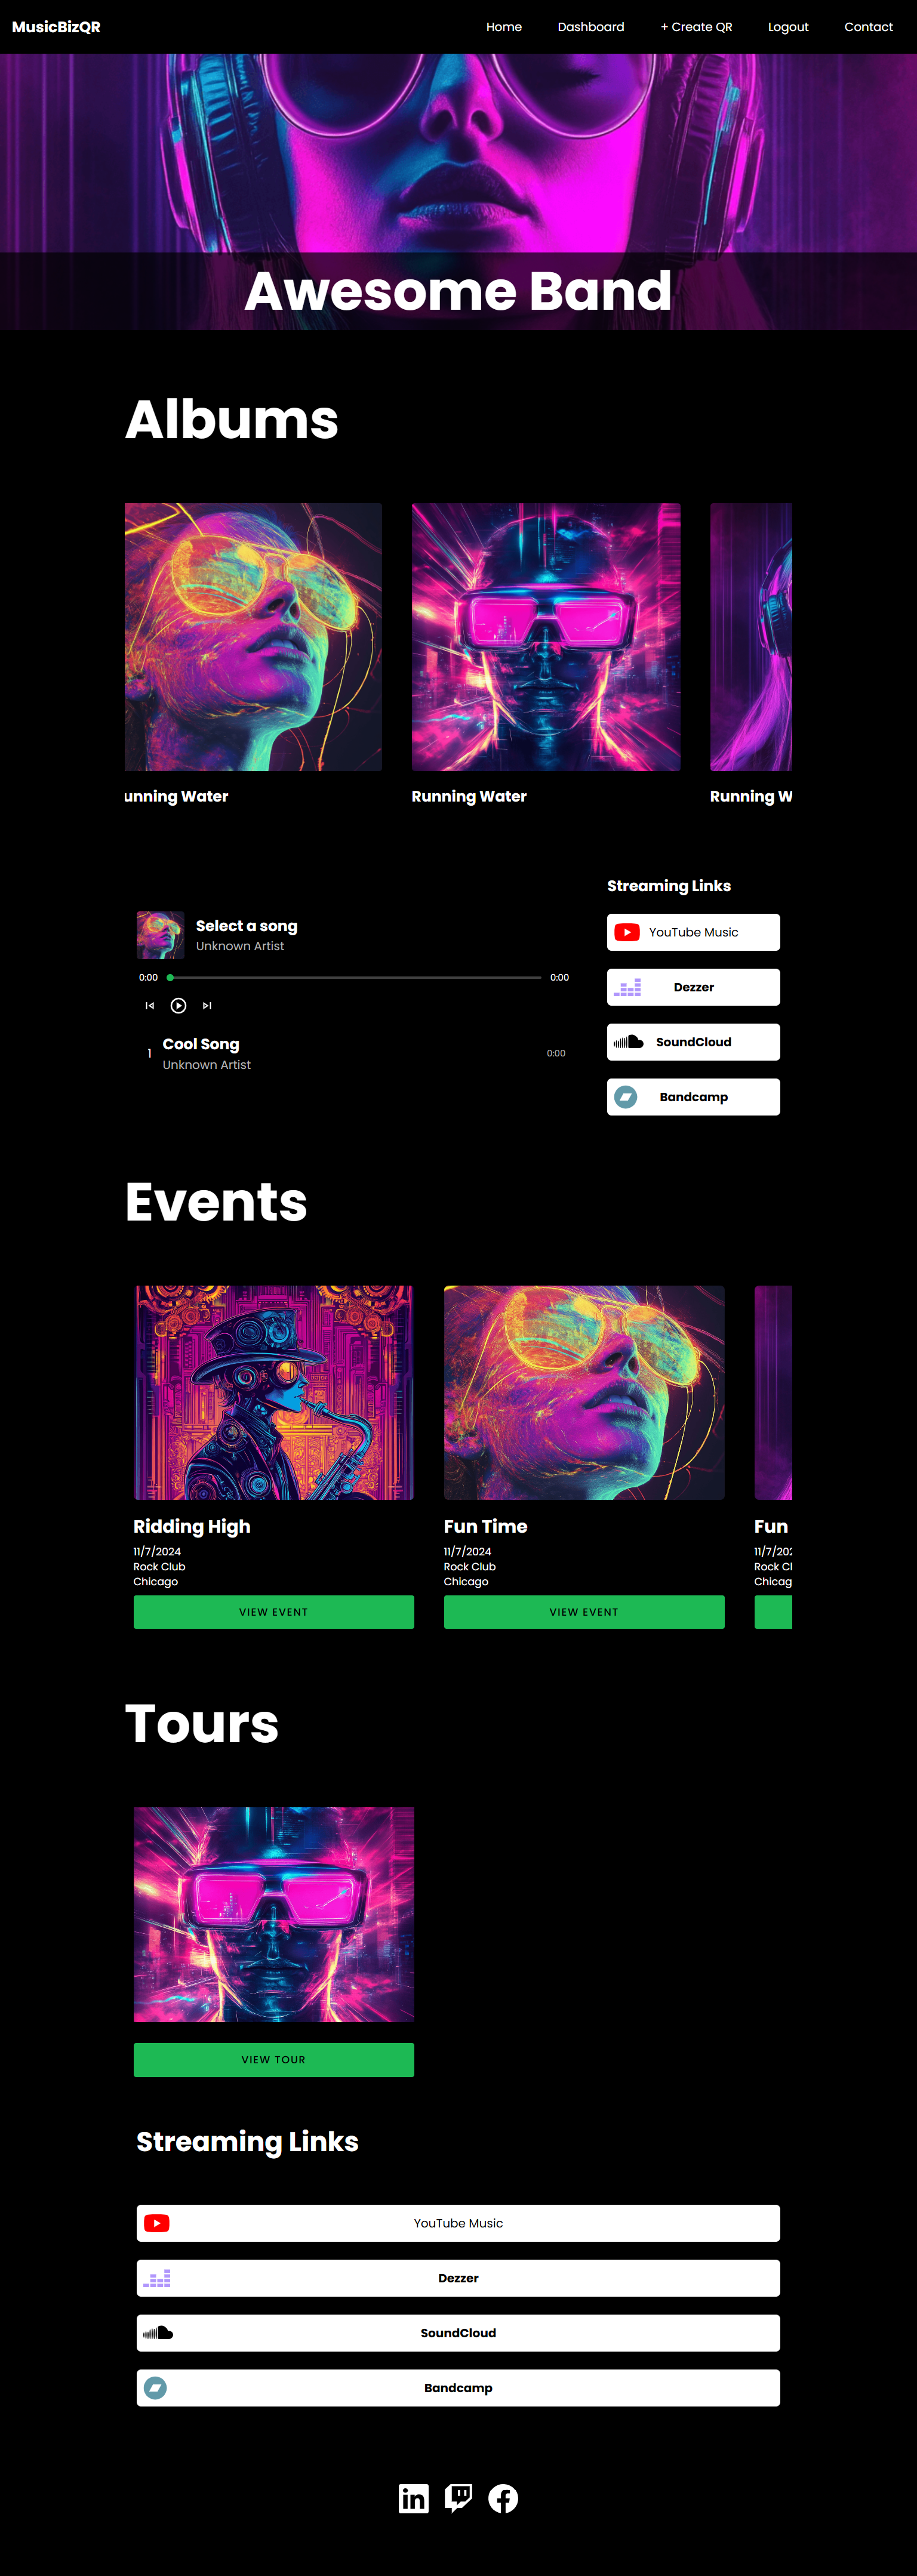 MusicBizQR
Home Dashboard + Create QR Logout Contact
Awesome Band
Albums
unning Water
Running Water
Running W
Streaming Links
Select a song
Unknown Artist
0:00 0:00
1 Cool Song 0:00
Unknown Artist
YouTube Music
Dezzer
SoundCloud
Bandcamp
Events
Ridding High
11/7/2024
Rock Club
Chicago
VIEW EVENT
Fun Time
11/7/2024
Rock Club
Chicago
VIEW EVENT
Fun
11/7/202
Rock Cl
Chicag
Tours
VIEW TOUR
Streaming Links
YouTube Music
Dezzer
SoundCloud
Bandcamp
in